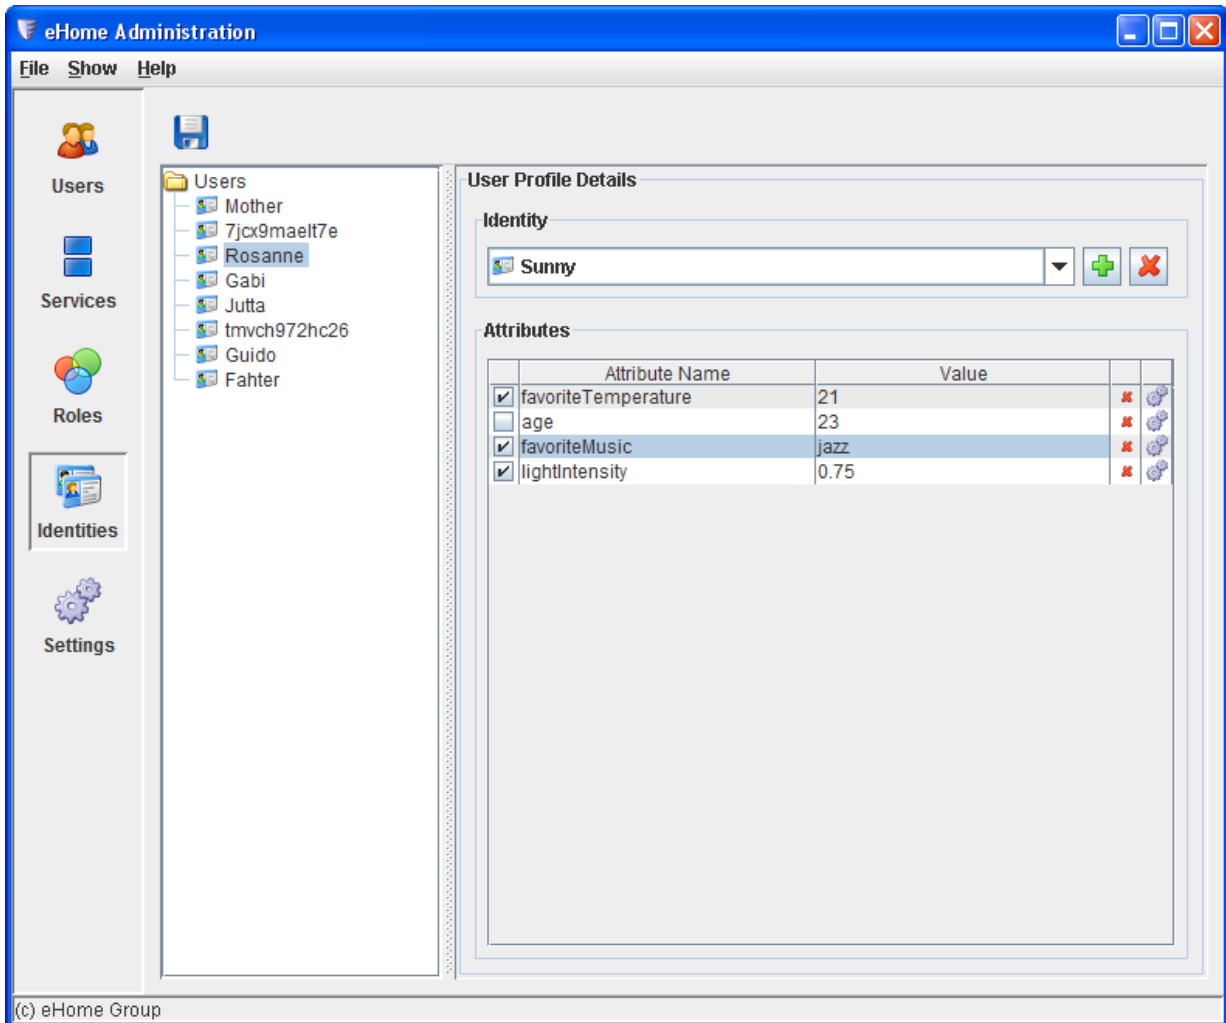 eHome Administration
File Show Help
Users
Services
Roles
Identities
Settings
Users
Mother
7jcx9maelt7e
Rosanne
Gabi
Jutta
tmvch972hc26
Guido
Fahter
User Profile Details
Identity
Sunny
Attributes
Attribute Name Value
favoriteTemperature 21
age 23
favoriteMusic jazz
lightIntensity 0.75
(c) eHome Group